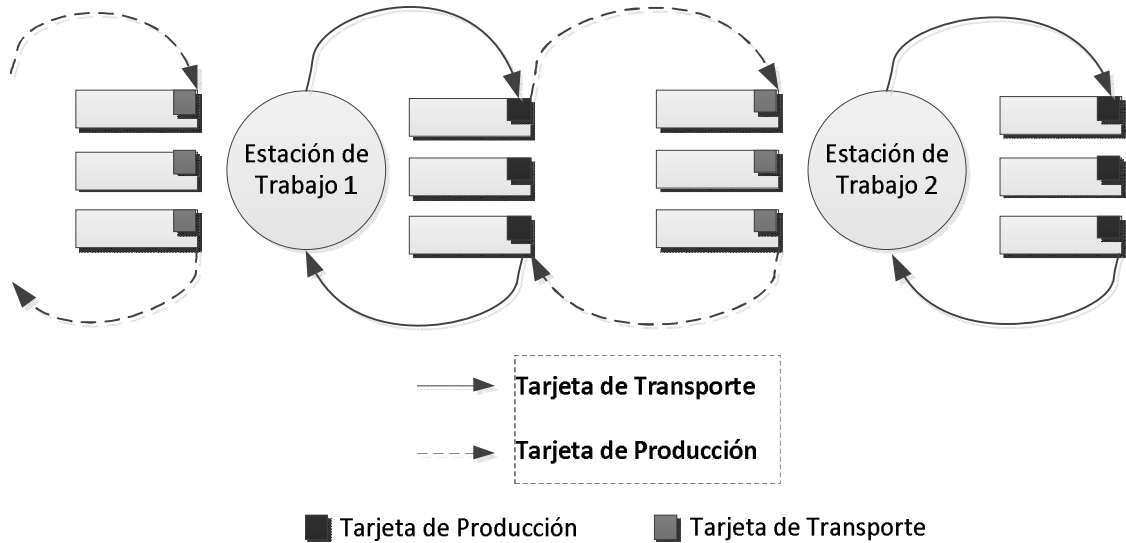 Estación de
Trabajo 1
Estación de
Trabajo 2
Tarjeta de Transporte
Tarjeta de Producción
Tarjeta de Producción
Tarjeta de Transporte